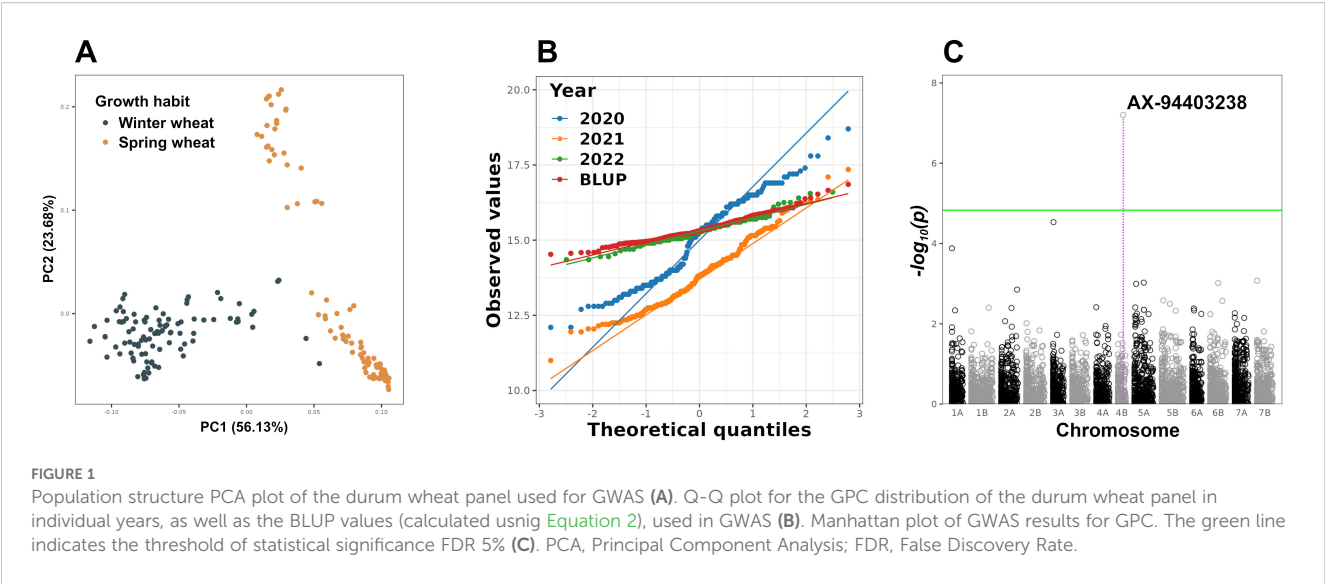 A
Growth habit
Winter wheat
Spring wheat
0.2
0.1
0.0
PC2 (23.68%)
-0.10
-0.05
0.00
0.05
0.10
PC1 (56.13%)
B
Year
2020
2021
2022
BLUP
20.0
17.5
15.0
12.5
10.0
Observed values
-3
-2
-1
0
1
2
3
Theoretical quantiles
C
AX-94403238
8
6
4
2
0
-log10(p)
1A 1B 2A 2B 3A 3B 4A 4B 5A 5B 6A 6B 7A 7B
Chromosome
FIGURE 1
Population structure PCA plot of the durum wheat panel used for GWAS (A). Q-Q plot for the GPC distribution of the durum wheat panel in
individual years, as well as the BLUP values (calculated usnig Equation 2), used in GWAS (B). Manhattan plot of GWAS results for GPC. The green line
indicates the threshold of statistical significance FDR 5% (C). PCA, Principal Component Analysis; FDR, False Discovery Rate.